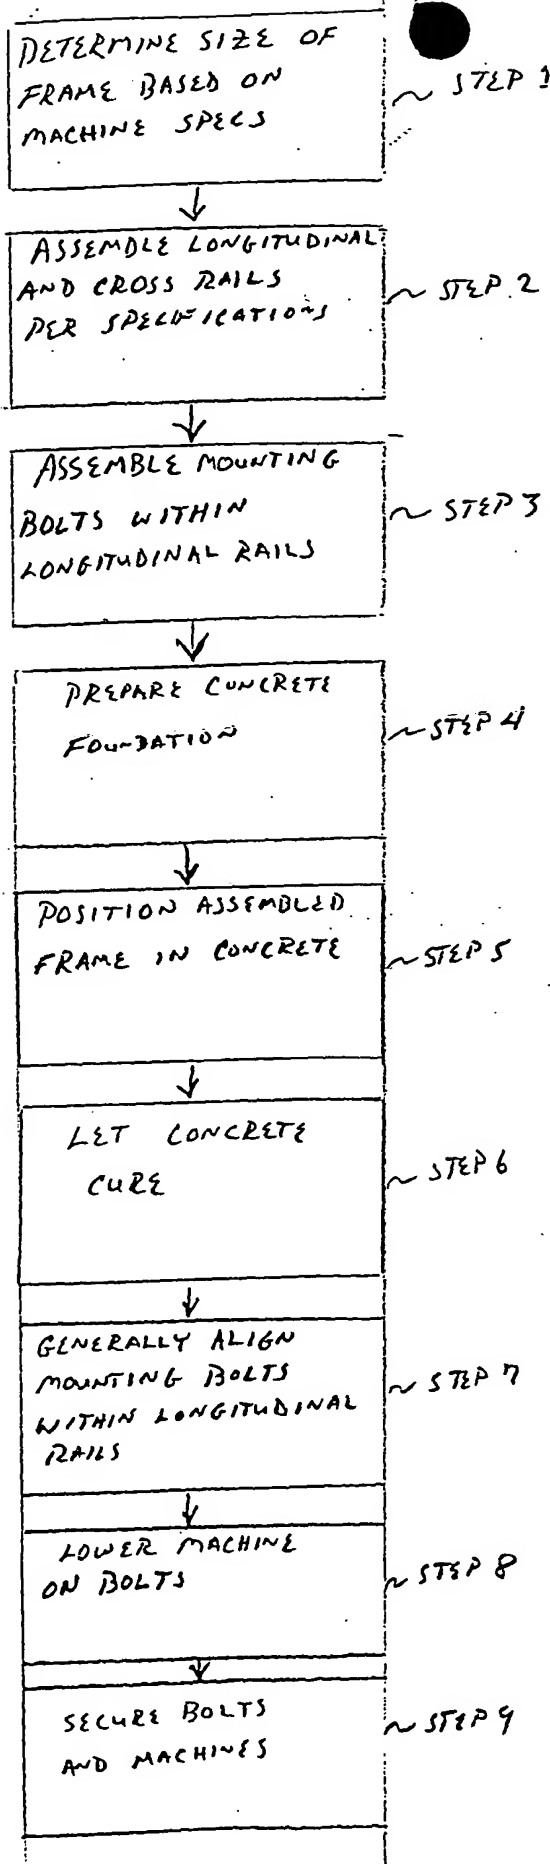 DETERMINE SIZE OF
FRAME BASED ON
MACHINE SPECS
STEP 1
ASSEMBLE LONGITUDINAL
AND CROSS RAILS
PER SPECIFICATIONS
STEP 2
ASSEMBLE MOUNTING
BOLTS WITHIN
LONGITUDINAL RAILS
STEP 3
PREPARE CONCRETE
FOUNDATION
STEP 4
POSITION ASSEMBLED
FRAME IN CONCRETE
STEP 5
LET CONCRETE
CURE
STEP 6
GENERALLY ALIGN
MOUNTING BOLTS
WITHIN LONGITUDINAL
RAILS
STEP 7
LOWER MACHINE
ON BOLTS
STEP 8
SECURE BOLTS
AND MACHINES
STEP 9